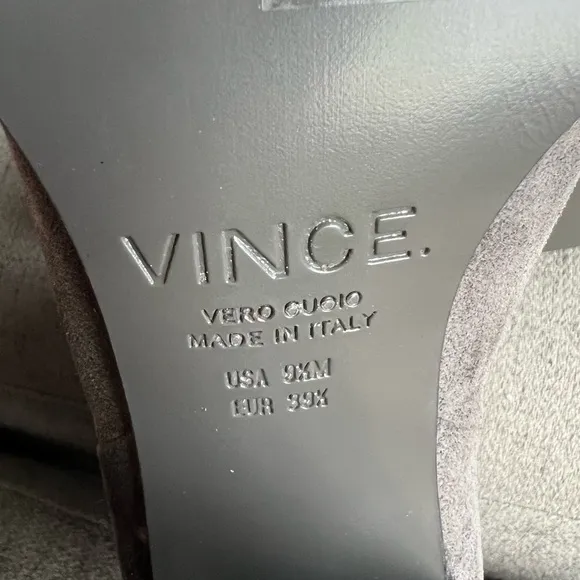 VINCE.
VERO CUOIO
MADE IN ITALY
USA 9½M
EUR 39½